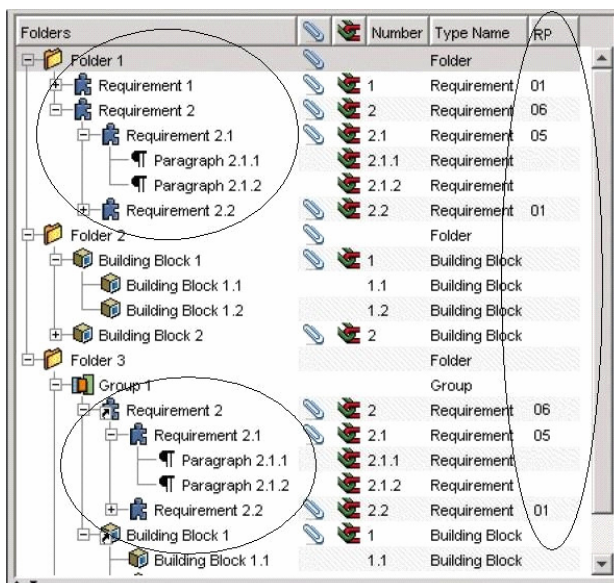 Folders Number Type Name RP
Folder 1 Folder
Requirement 1 1 Requirement 01
Requirement 2 2 Requirement 06
Requirement 2.1 2.1 Requirement 05
Paragraph 2.1.1 2.1.1 Requirement
Paragraph 2.1.2 2.1.2 Requirement
Requirement 2.2 2.2 Requirement 01
Folder 2 Folder
Building Block 1 1 Building Block
Building Block 1.1 1.1 Building Block
Building Block 1.2 1.2 Building Block
Building Block 2 2 Building Block
Folder 3 Folder
Group 1 Group
Requirement 2 2 Requirement 06
Requirement 2.1 2.1 Requirement 05
Paragraph 2.1.1 2.1.1 Requirement
Paragraph 2.1.2 2.1.2 Requirement
Requirement 2.2 2.2 Requirement 01
Building Block 1 1 Building Block
Building Block 1.1 1.1 Building Block